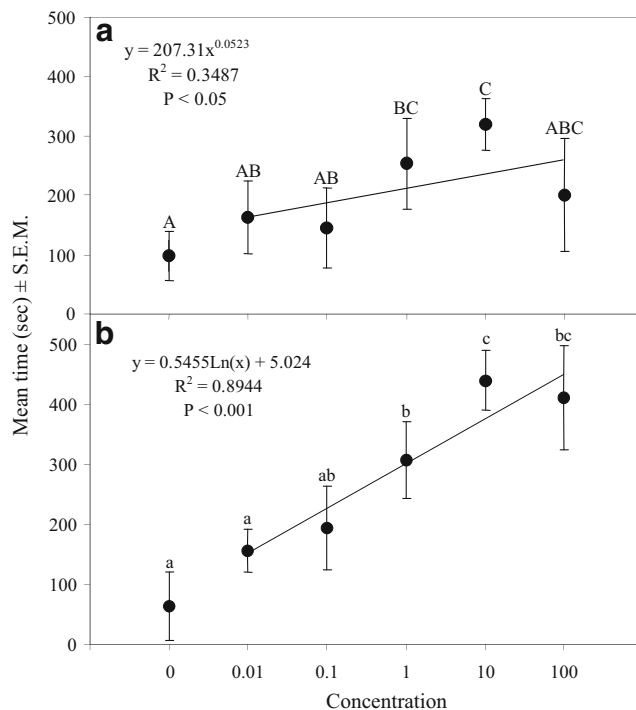 a
y = 207.31x^0.0523
R² = 0.3487
P < 0.05
500
400
300
200
100
0
A
AB
AB
BC
C
ABC
b
y = 0.5455Ln(x) + 5.024
R² = 0.8944
P < 0.001
500
400
300
200
100
0
a
a
ab
b
c
bc
Mean time (sec) ± S.E.M.
0 0.01 0.1 1 10 100
Concentration